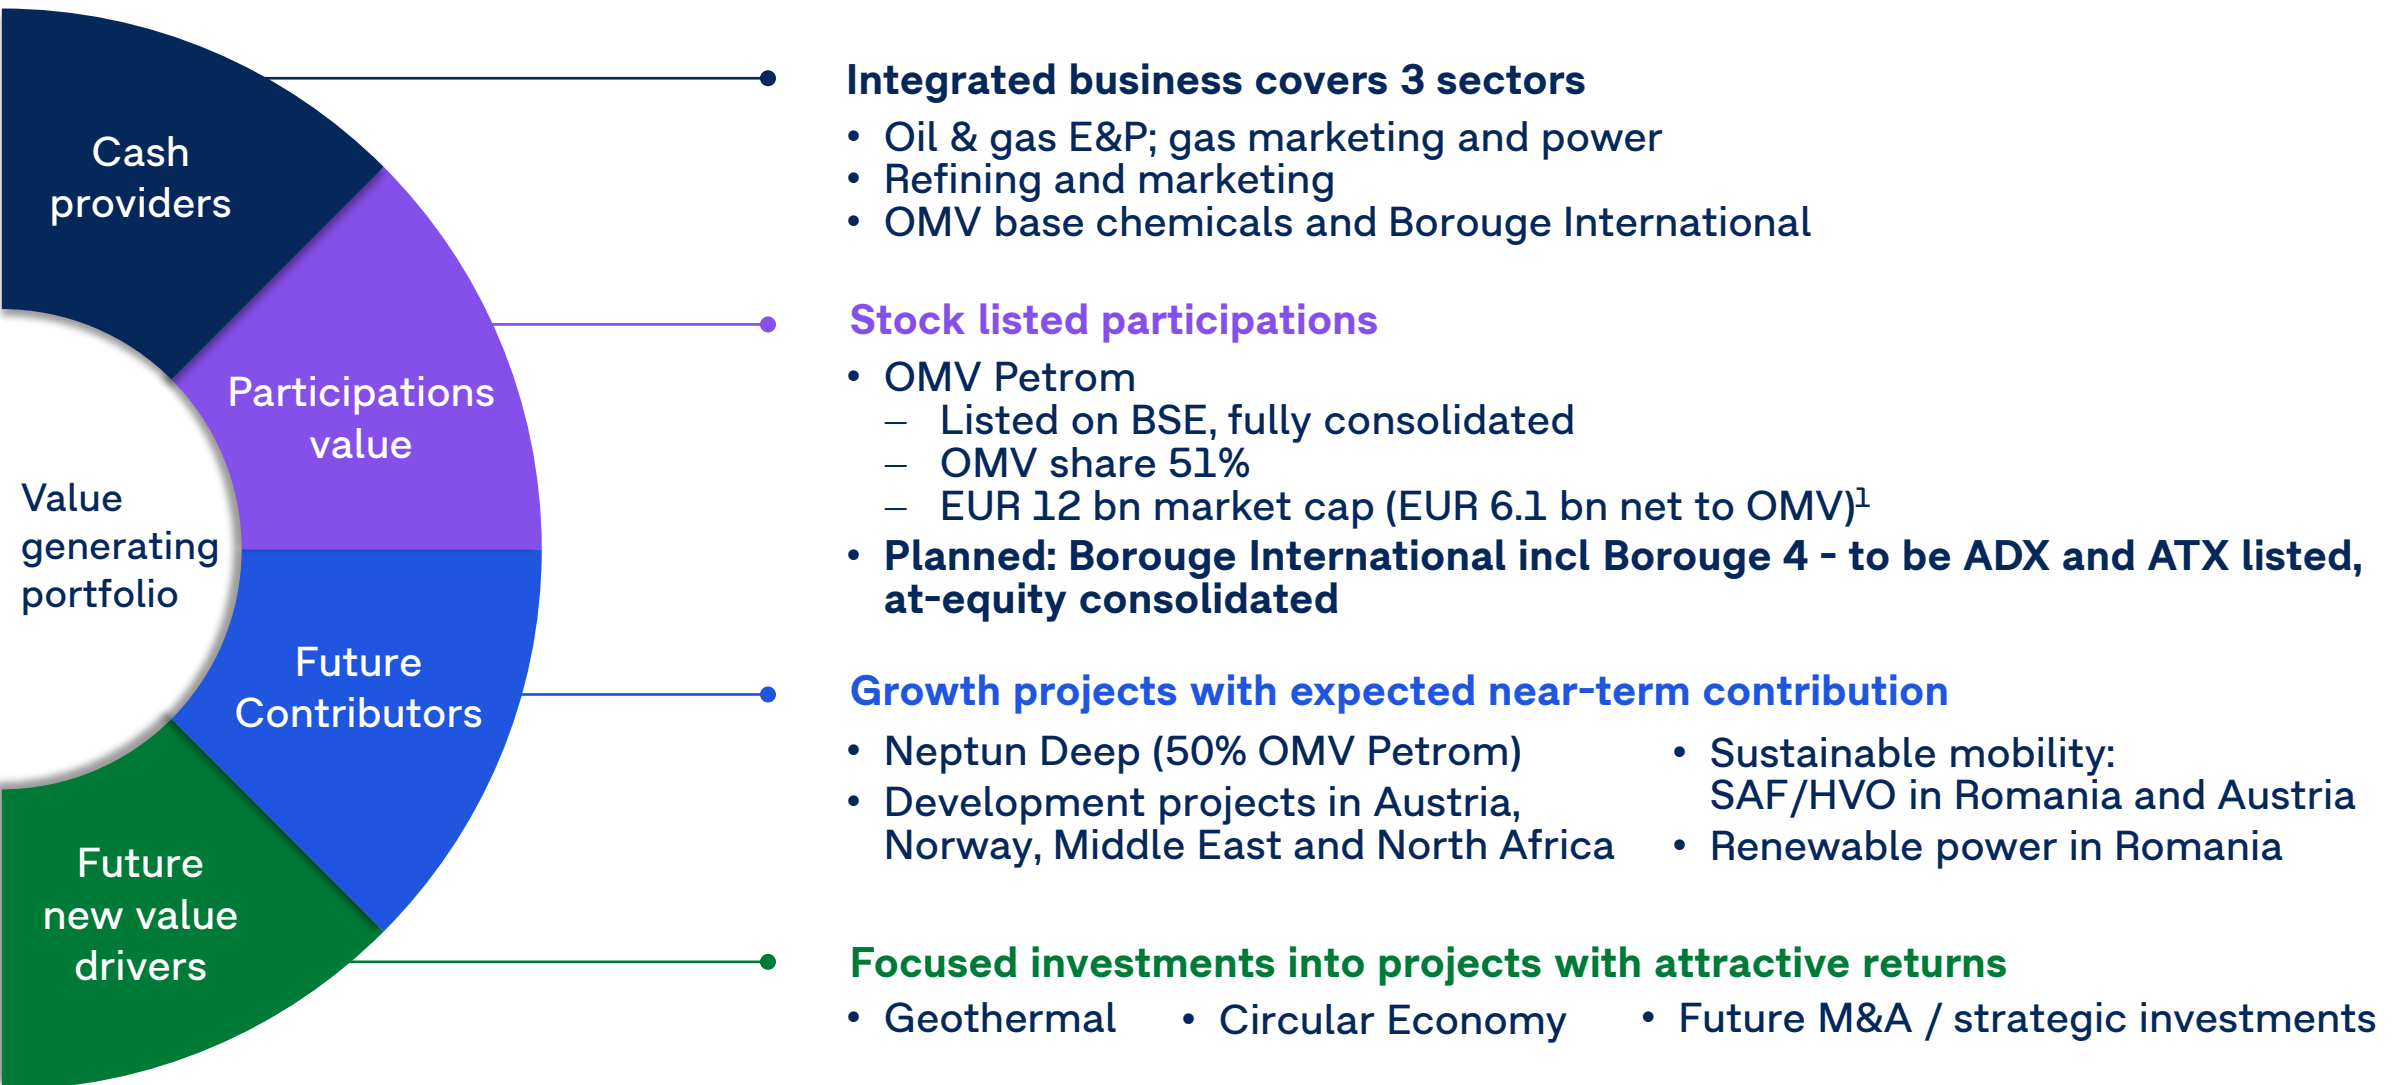 Cash
providers
Integrated business covers 3 sectors
• Oil & gas E&P; gas marketing and power
• Refining and marketing
• OMV base chemicals and Borouge International
Participations
value
Stock listed participations
• OMV Petrom
– Listed on BSE, fully consolidated
– OMV share 51%
– EUR 12 bn market cap (EUR 6.1 bn net to OMV)¹
• Planned: Borouge International incl Borouge 4 - to be ADX and ATX listed,
at-equity consolidated
Value
generating
portfolio
Future
Contributors
Growth projects with expected near-term contribution
• Neptun Deep (50% OMV Petrom)
• Development projects in Austria,
Norway, Middle East and North Africa
• Sustainable mobility:
SAF/HVO in Romania and Austria
• Renewable power in Romania
Future
new value
drivers
Focused investments into projects with attractive returns
• Geothermal
• Circular Economy
• Future M&A / strategic investments